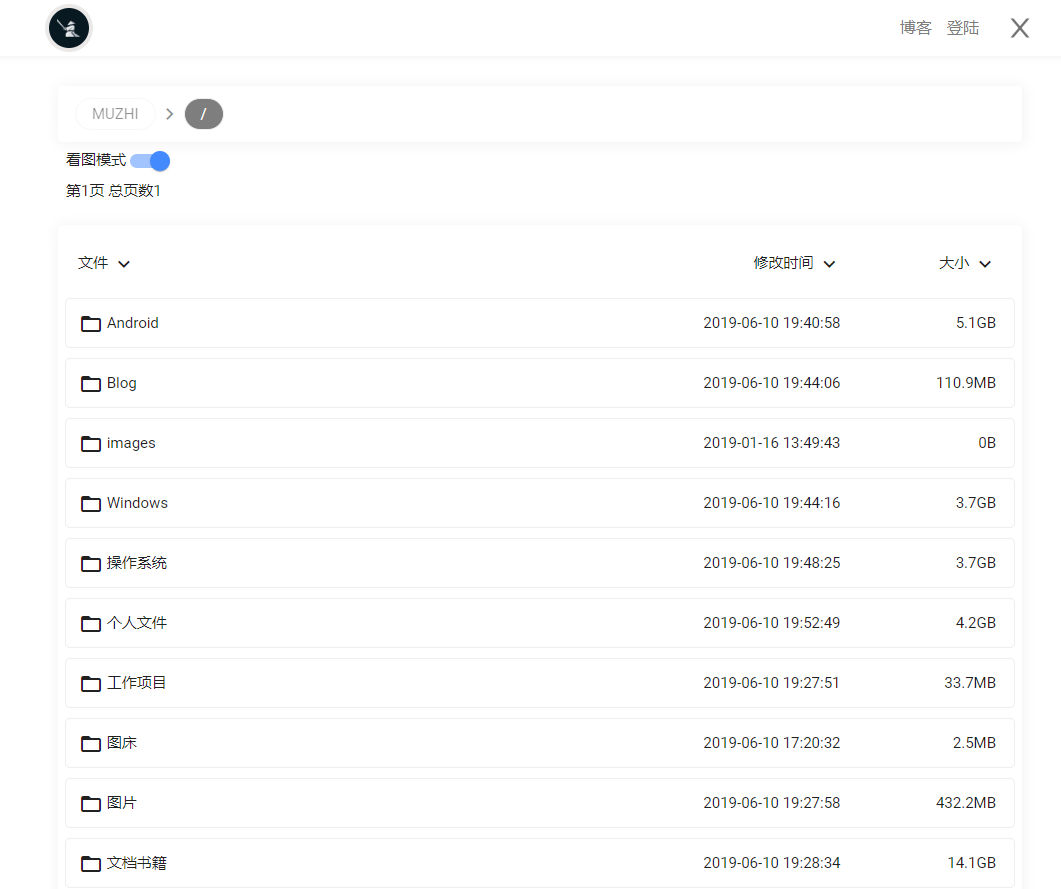 博客 登陆
MUZHI /
看图模式
第1页 总页数1
文件 修改时间 大小
Android 2019-06-10 19:40:58 5.1GB
Blog 2019-06-10 19:44:06 110.9MB
images 2019-01-16 13:49:43 0B
Windows 2019-06-10 19:44:16 3.7GB
操作系统 2019-06-10 19:48:25 3.7GB
个人文件 2019-06-10 19:52:49 4.2GB
工作项目 2019-06-10 19:27:51 33.7MB
图床 2019-06-10 17:20:32 2.5MB
图片 2019-06-10 19:27:58 432.2MB
文档书籍 2019-06-10 19:28:34 14.1GB